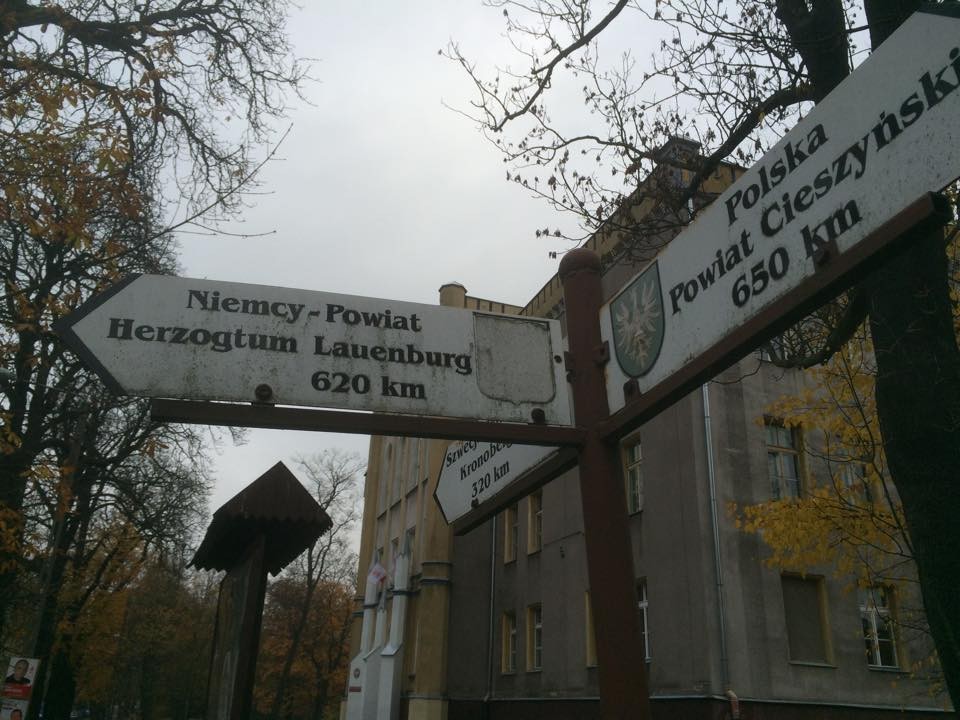 Niemcy-Powiat
Herzogtum Lauenburg
620 km
Polska
Powiat Cieszyński
650 km
Kronoberg
320 km